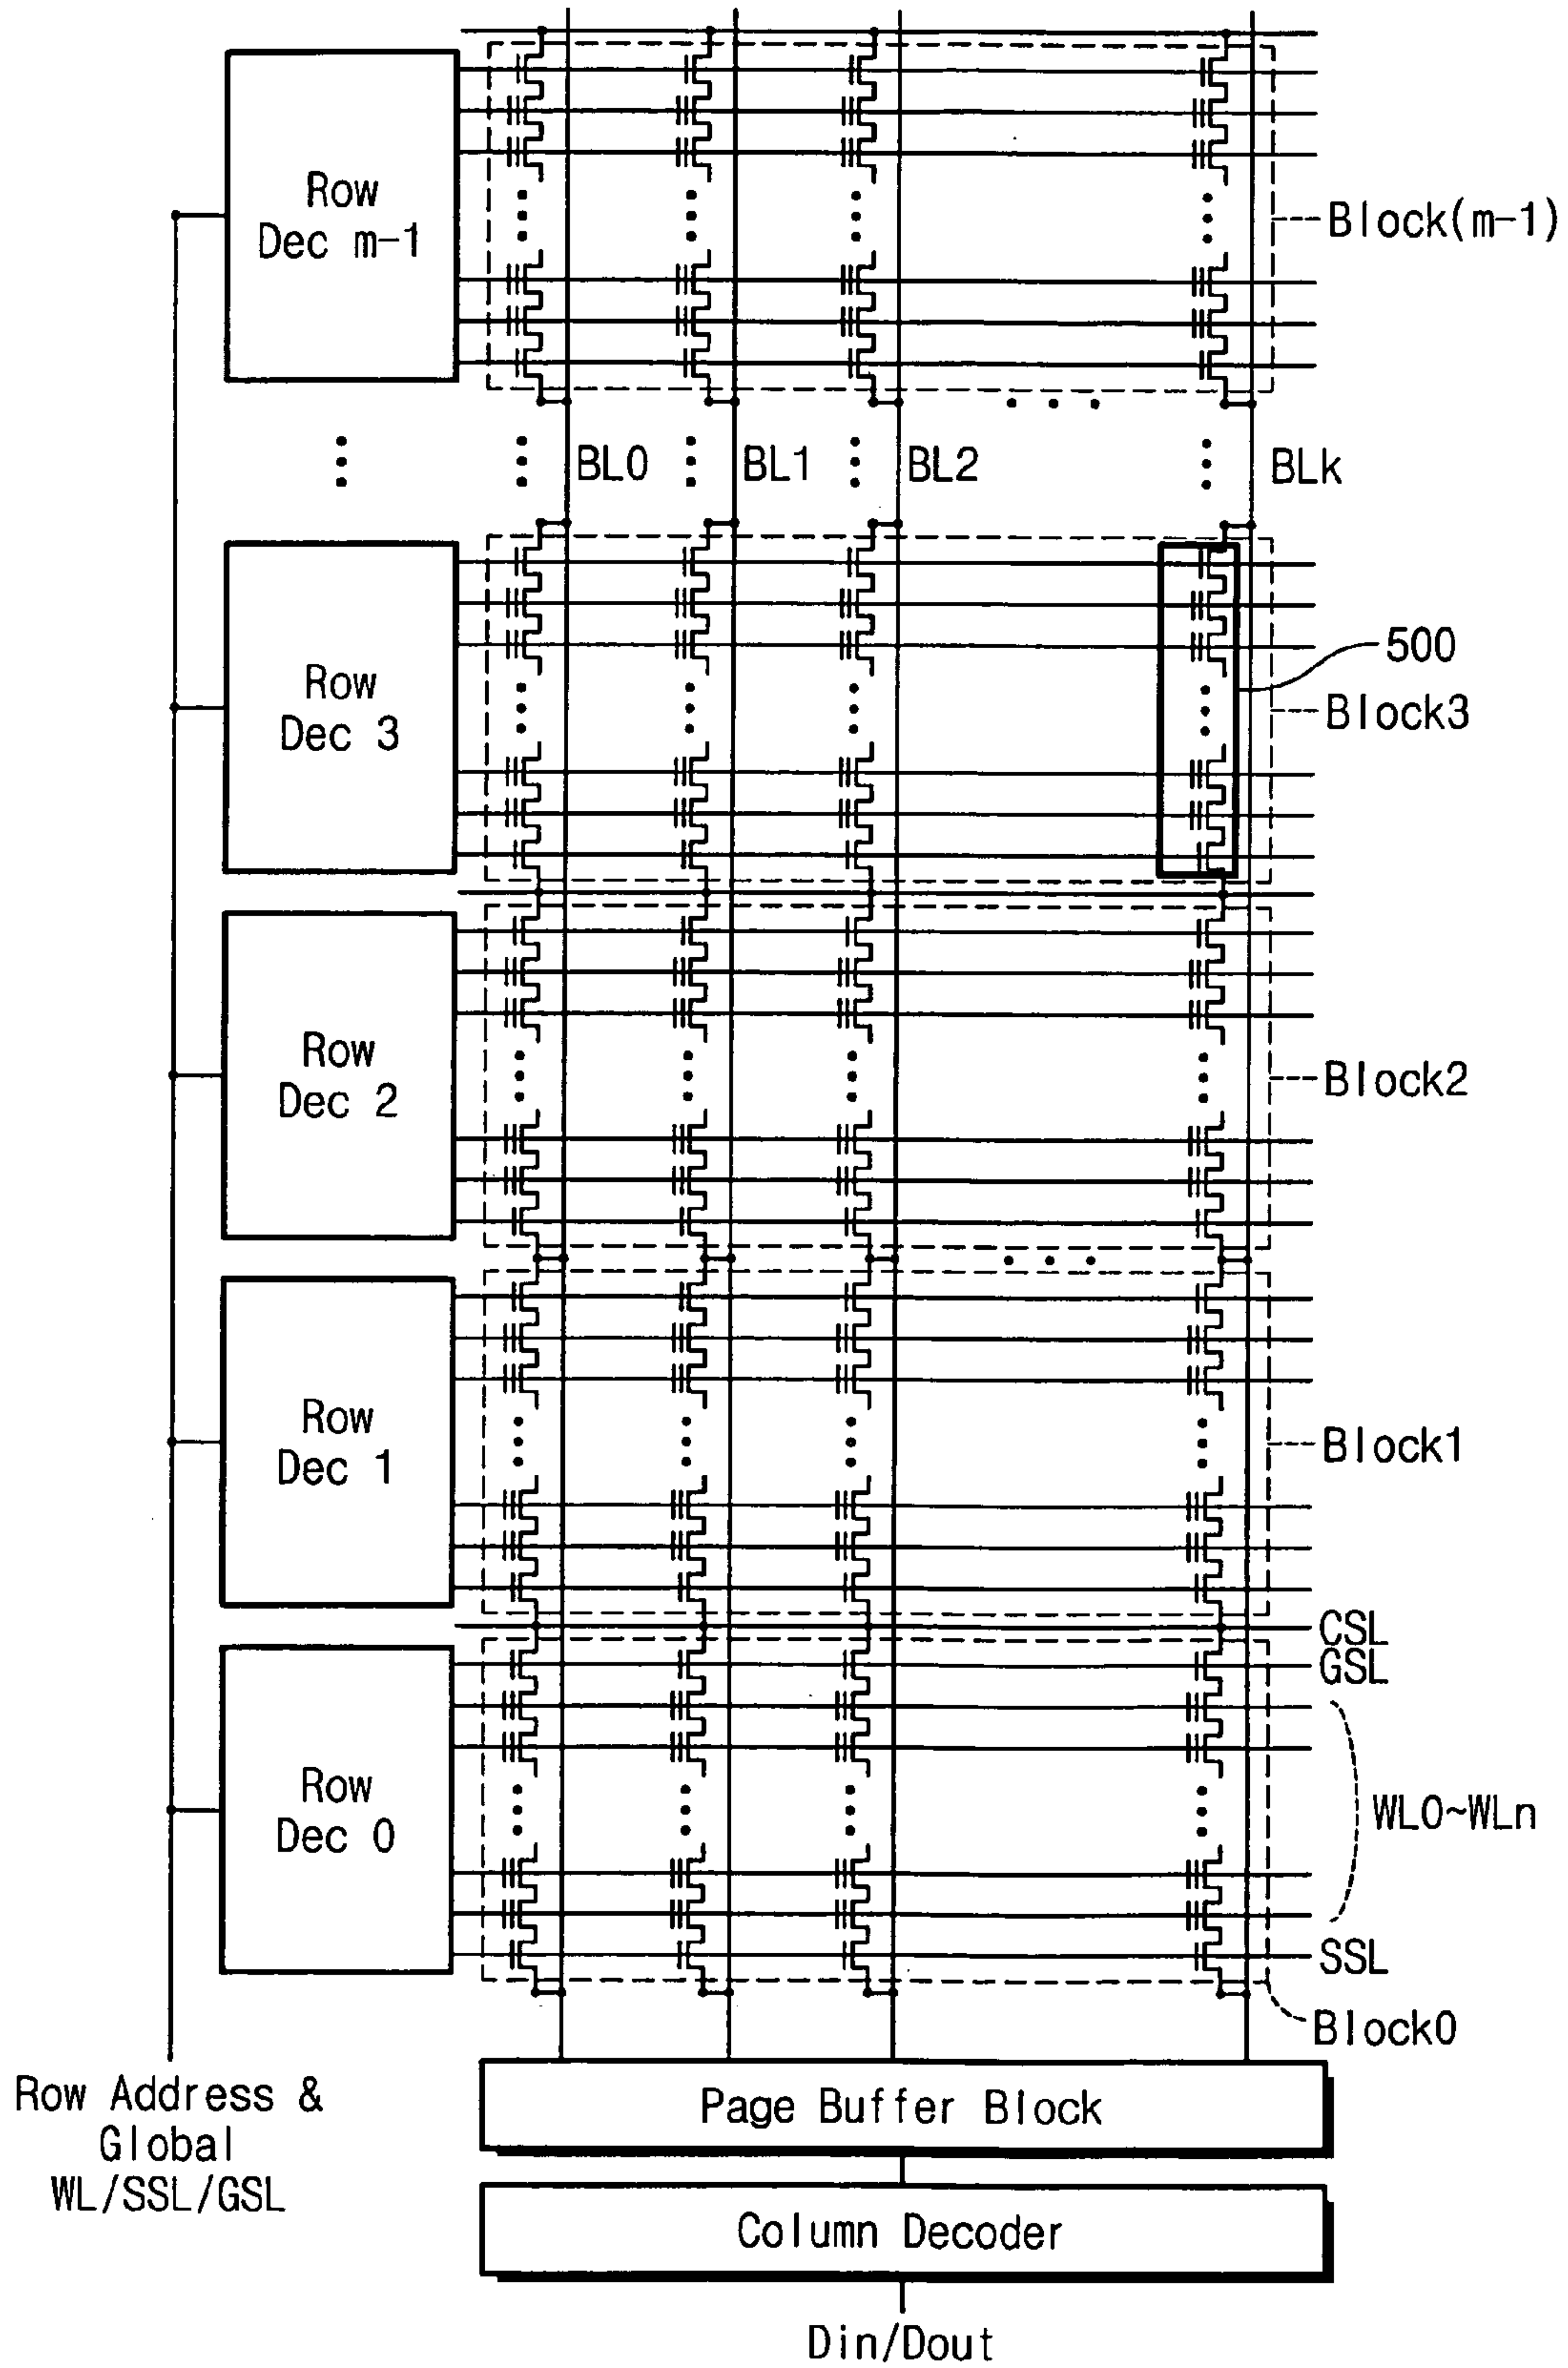 Row
Dec m-1
Block(m-1)
BL0
BL1
BL2
BLk
Row
Dec 3
500
Block3
Row
Dec 2
Block2
Row
Dec 1
Block1
CSL
GSL
Row
Dec 0
WL0~WLn
SSL
Block0
Row Address &
Global
WL/SSL/GSL
Page Buffer Block
Column Decoder
Din/Dout